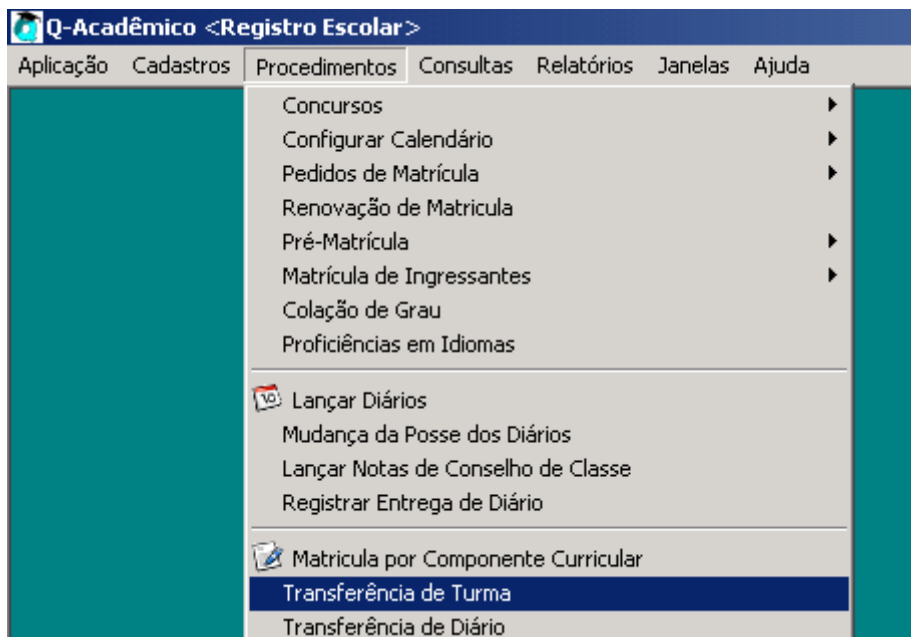 Q-Acadêmico <Registro Escolar>
Aplicação Cadastros Procedimentos Consultas Relatórios Janelas Ajuda
Concursos
Configurar Calendário
Pedidos de Matrícula
Renovação de Matricula
Pré-Matrícula
Matrícula de Ingressantes
Colação de Grau
Proficiências em Idiomas
Lançar Diários
Mudança da Posse dos Diários
Lançar Notas de Conselho de Classe
Registrar Entrega de Diário
Matricula por Componente Curricular
Transferência de Turma
Transferência de Diário